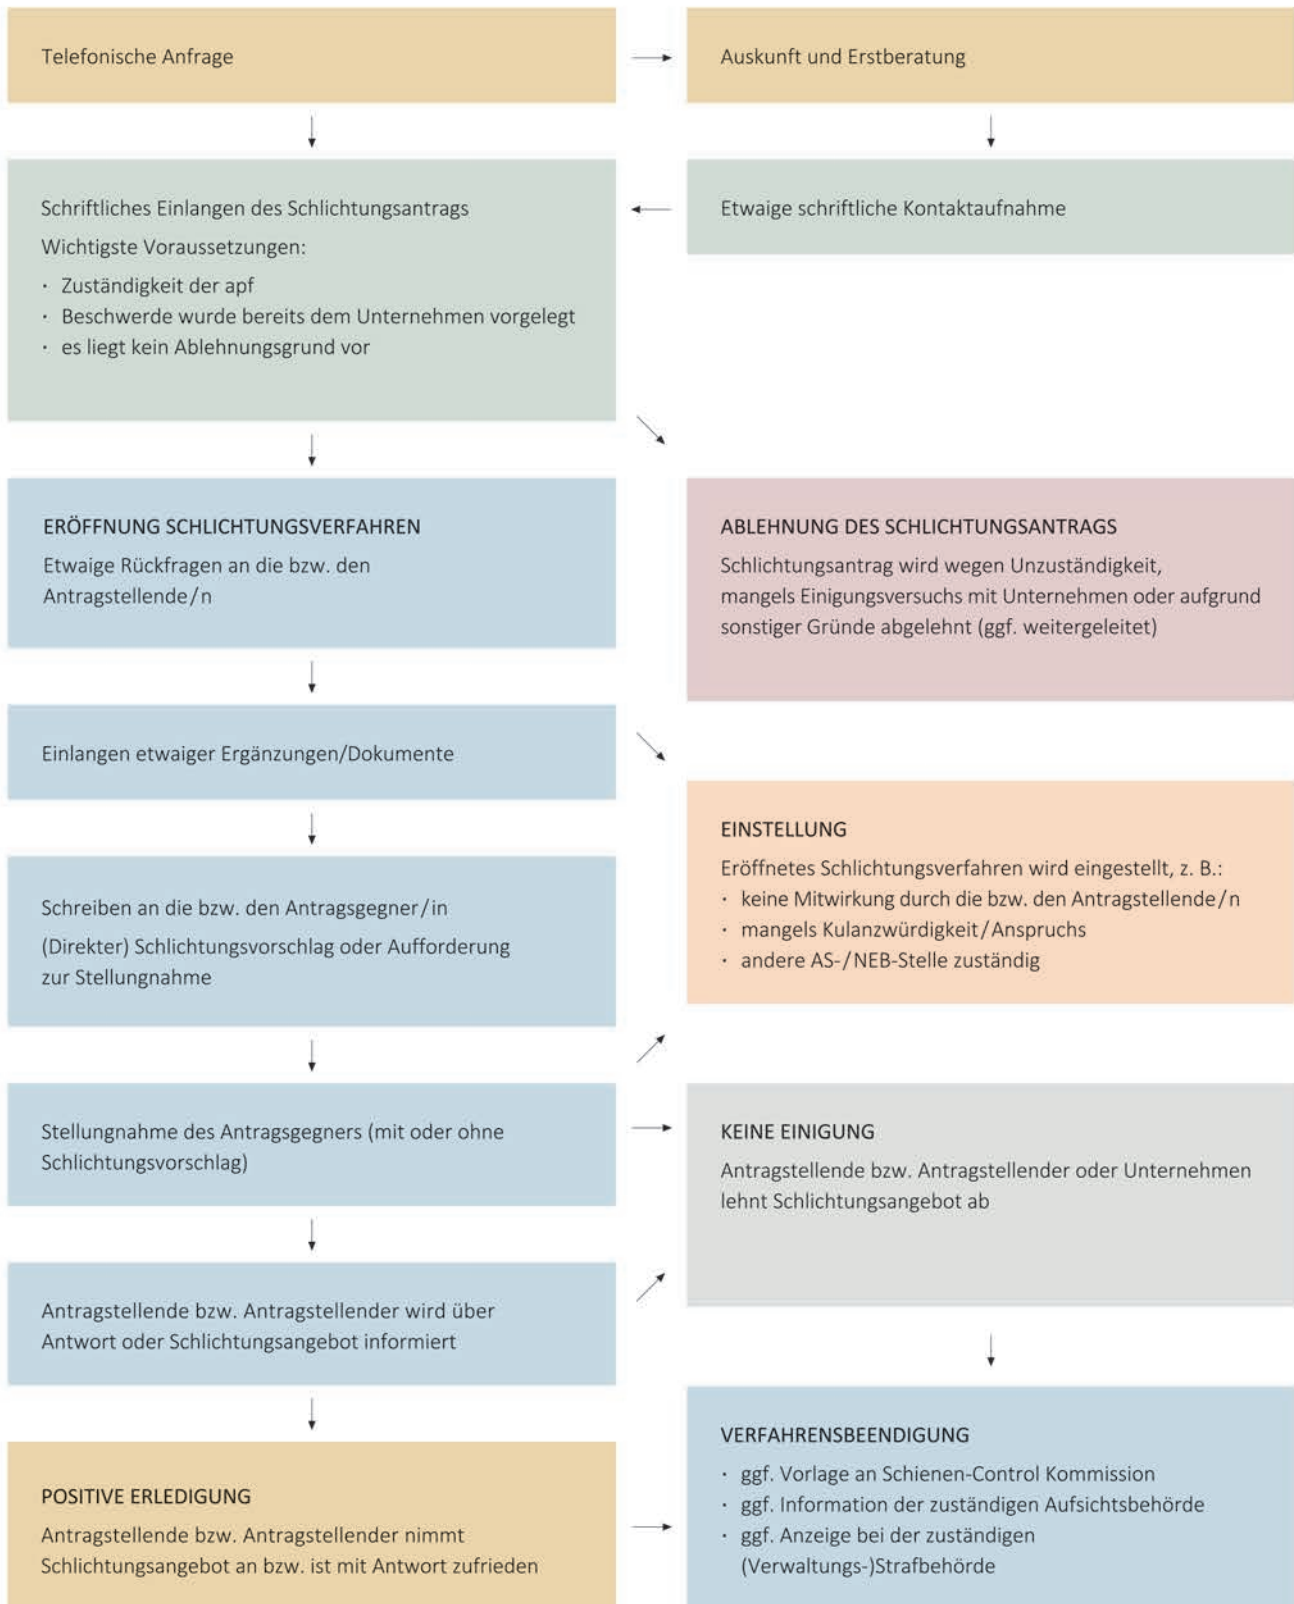 Telefonische Anfrage
Auskunft und Erstberatung
Schriftliches Einlangen des Schlichtungsantrags
Wichtigste Voraussetzungen:
· Zuständigkeit der apf
· Beschwerde wurde bereits dem Unternehmen vorgelegt
· es liegt kein Ablehnungsgrund vor
Etwaige schriftliche Kontaktaufnahme
ERÖFFNUNG SCHLICHTUNGSVERFAHREN
Etwaige Rückfragen an die bzw. den
Antragstellende/n
ABLEHNUNG DES SCHLICHTUNGSANTRAGS
Schlichtungsantrag wird wegen Unzuständigkeit,
mangels Einigungsversuchs mit Unternehmen oder aufgrund
sonstiger Gründe abgelehnt (ggf. weitergeleitet)
Einlangen etwaiger Ergänzungen/Dokumente
EINSTELLUNG
Eröffnetes Schlichtungsverfahren wird eingestellt, z. B.:
· keine Mitwirkung durch die bzw. den Antragstellende/n
· mangels Kulanzwürdigkeit/Anspruchs
· andere AS-/NEB-Stelle zuständig
Schreiben an die bzw. den Antragsgegner/in
(Direkter) Schlichtungsvorschlag oder Aufforderung
zur Stellungnahme
Stellungnahme des Antragsgegners (mit oder ohne
Schlichtungsvorschlag)
KEINE EINIGUNG
Antragstellende bzw. Antragstellender oder Unternehmen
lehnt Schlichtungsangebot ab
Antragstellende bzw. Antragstellender wird über
Antwort oder Schlichtungsangebot informiert
POSITIVE ERLEDIGUNG
Antragstellende bzw. Antragstellender nimmt
Schlichtungsangebot an bzw. ist mit Antwort zufrieden
VERFAHRENSBEENDIGUNG
· ggf. Vorlage an Schienen-Control Kommission
· ggf. Information der zuständigen Aufsichtsbehörde
· ggf. Anzeige bei der zuständigen
(Verwaltungs-)Strafbehörde